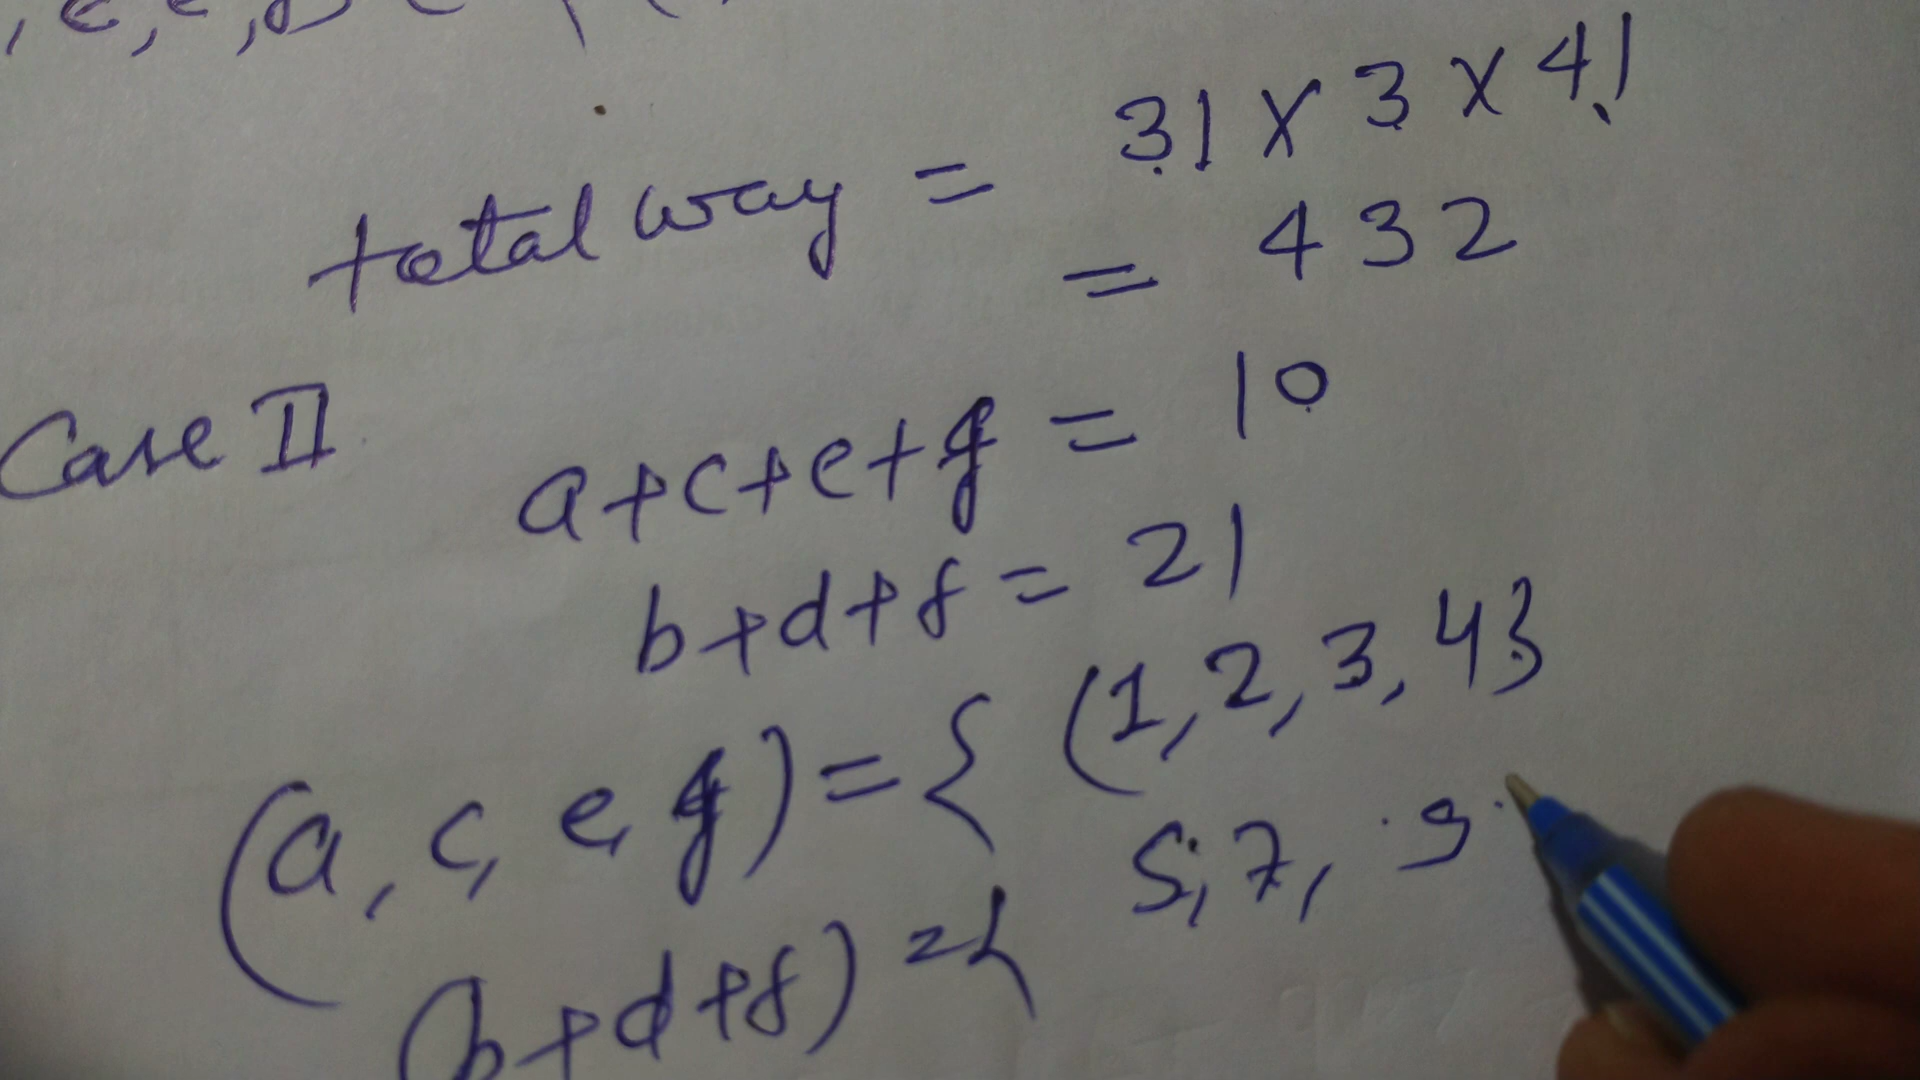 , c, e, g
total way = 3! × 3 × 4!
= 432
Case II
a+c+e+g = 10
b+d+f = 21
(a, c, e, g) = { (1, 2, 3, 4}
(b+d+f) = { 5, 7, 9